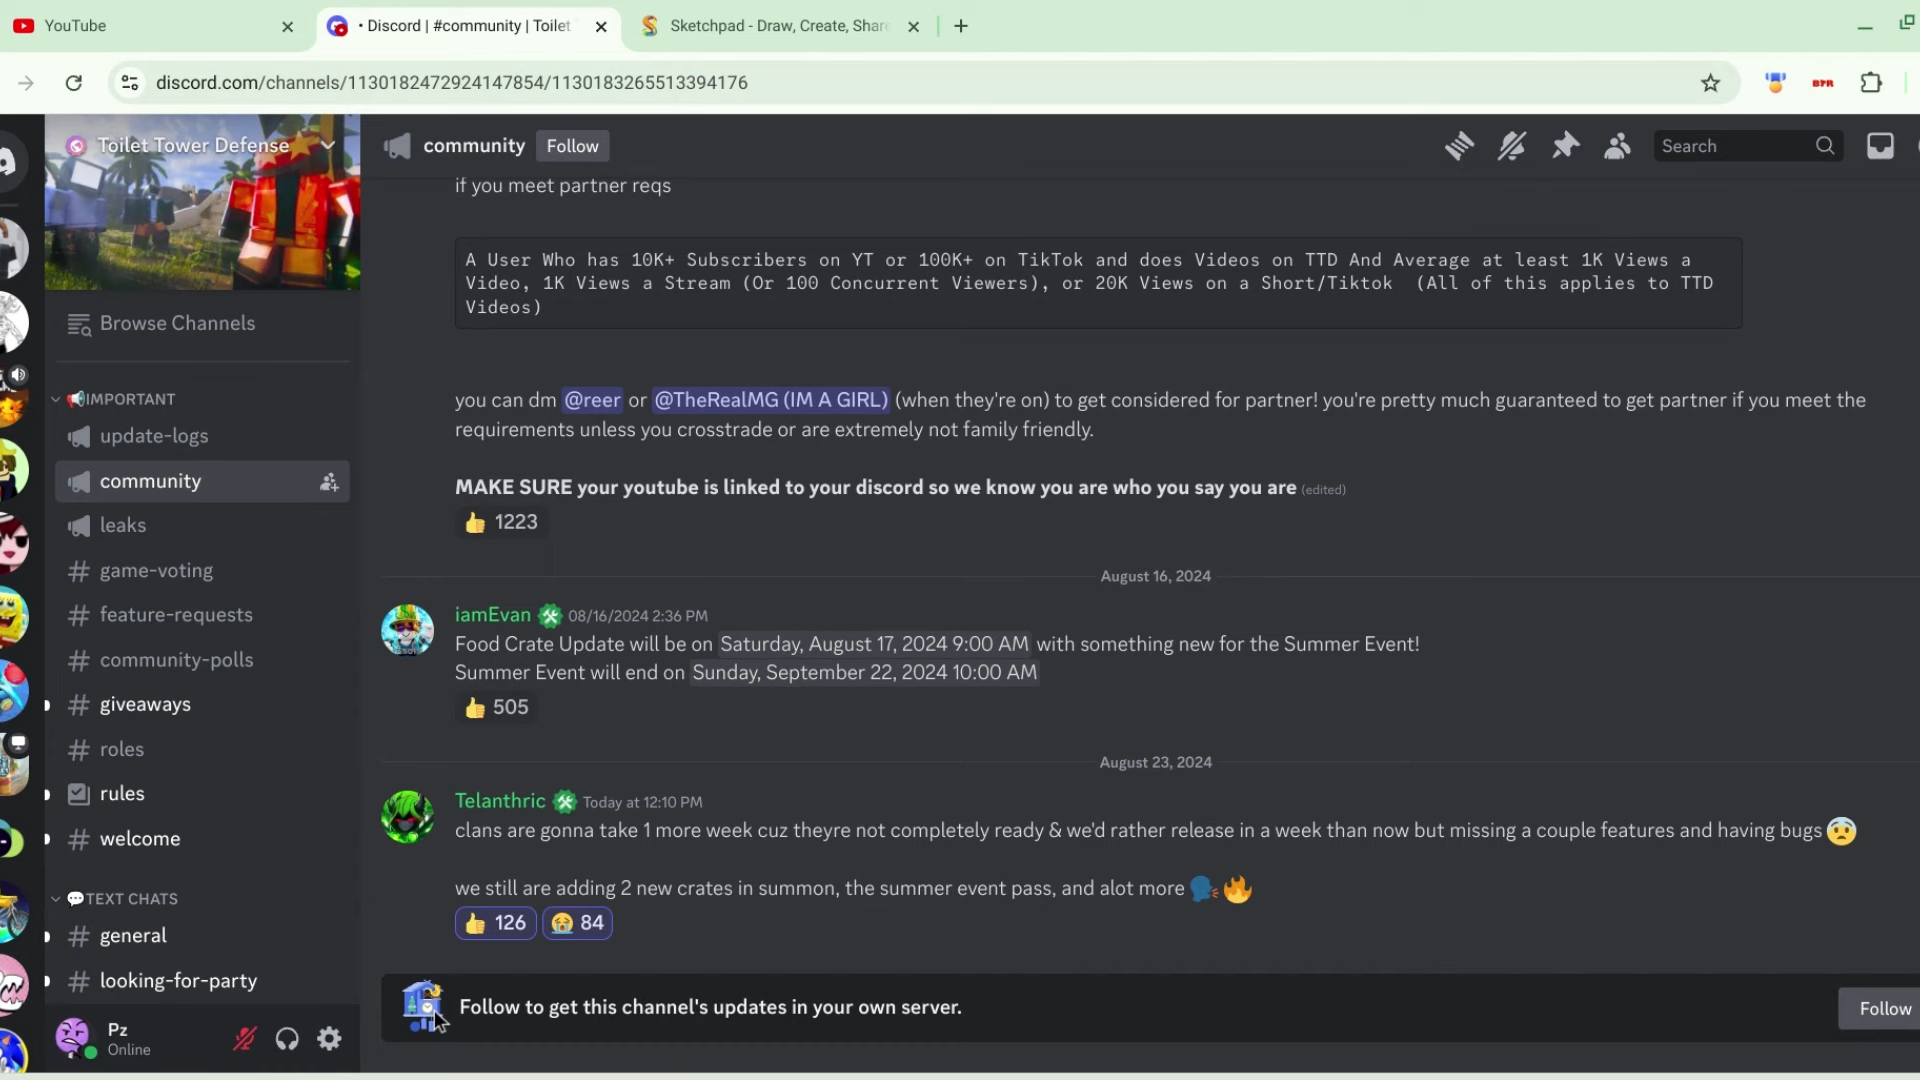 YouTube
• Discord | #community | Toilet
Sketchpad - Draw, Create, Share
discord.com/channels/1130182472924147854/1130183265513394176
BPR
Toilet Tower Defense
community
Follow
Search
Browse Channels
IMPORTANT
update-logs
community
leaks
game-voting
feature-requests
community-polls
giveaways
roles
rules
welcome
TEXT CHATS
general
looking-for-party
Pz
Online
if you meet partner reqs
A User Who has 10K+ Subscribers on YT or 100K+ on TikTok and does Videos on TTD And Average at least 1K Views a
Video, 1K Views a Stream (Or 100 Concurrent Viewers), or 20K Views on a Short/Tiktok (All of this applies to TTD
Videos)
you can dm @reer or @TheRealMG (IM A GIRL) (when they're on) to get considered for partner! you're pretty much guaranteed to get partner if you meet the
requirements unless you crosstrade or are extremely not family friendly.
MAKE SURE your youtube is linked to your discord so we know you are who you say you are (edited)
👍 1223
August 16, 2024
iamEvan 08/16/2024 2:36 PM
Food Crate Update will be on Saturday, August 17, 2024 9:00 AM with something new for the Summer Event!
Summer Event will end on Sunday, September 22, 2024 10:00 AM
👍 505
August 23, 2024
Telanthric Today at 12:10 PM
clans are gonna take 1 more week cuz theyre not completely ready & we'd rather release in a week than now but missing a couple features and having bugs 😨
we still are adding 2 new crates in summon, the summer event pass, and alot more 🗣🔥
👍 126 😭 84
Follow to get this channel's updates in your own server.
Follow